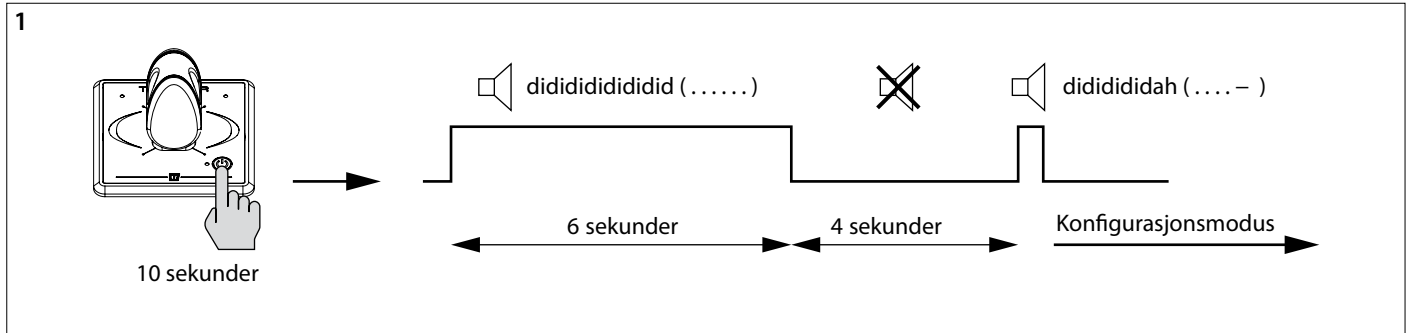 1
didididididididid ( . . . . . . )
didididididah ( . . . . – )
6 sekunder
4 sekunder
Konfigurasjonsmodus
10 sekunder